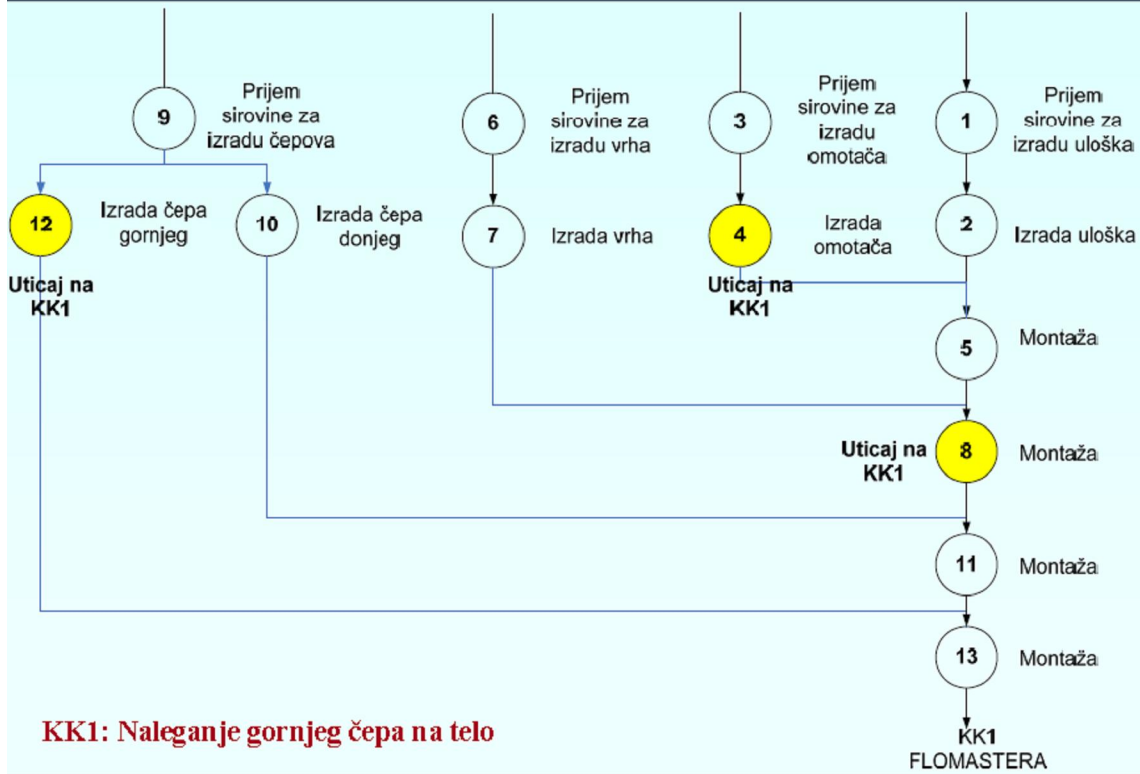 9
Prijem
sirovine za
izradu čepova
6
Prijem
sirovine za
izradu vrha
3
Prijem
sirovine za
izradu
omotača
1
Prijem
sirovine za
izradu uloška
12
Izrada čepa
gornjeg
10
Izrada čepa
donjeg
7
Izrada vrha
4
Izrada
omotača
2
Izrada uloška
Uticaj na
KK1
Uticaj na
KK1
5
Montaža
Uticaj na
KK1
8
Montaža
11
Montaža
13
Montaža
KK1: Naleganje gornjeg čepa na telo
KK1
FLOMASTERA